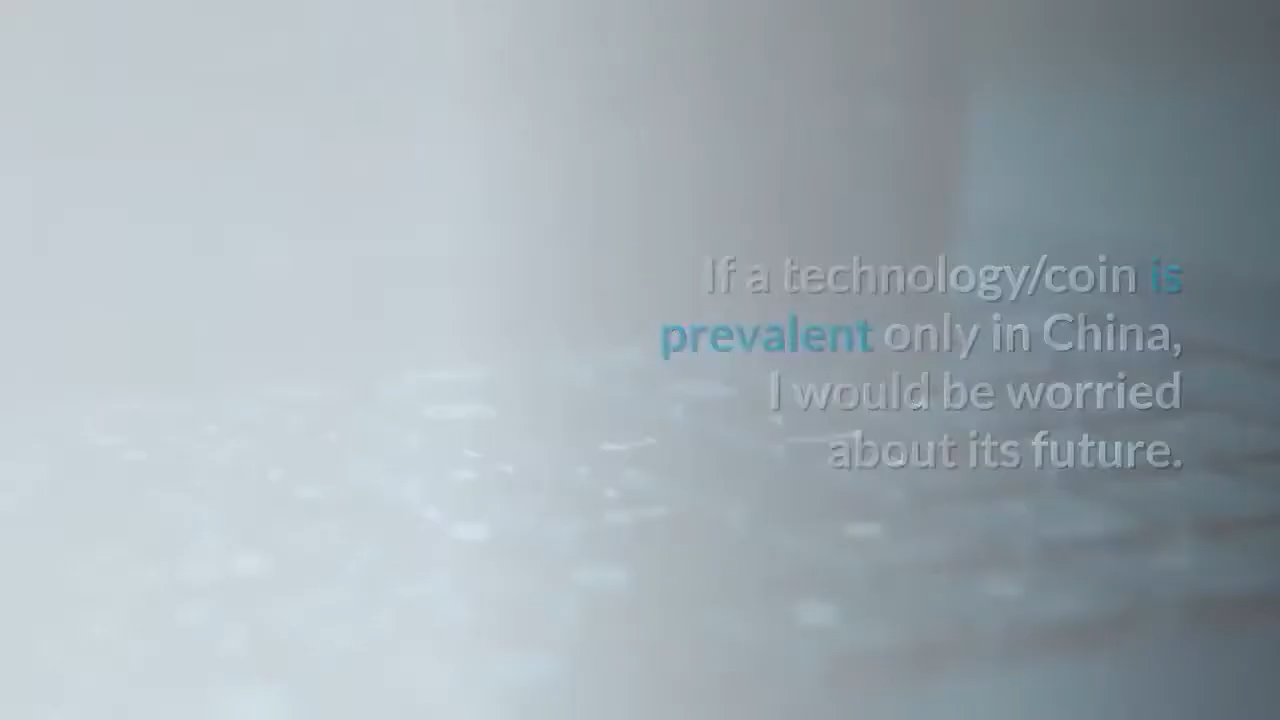 If a technology/coin is
prevalent only in China,
I would be worried
about its future.